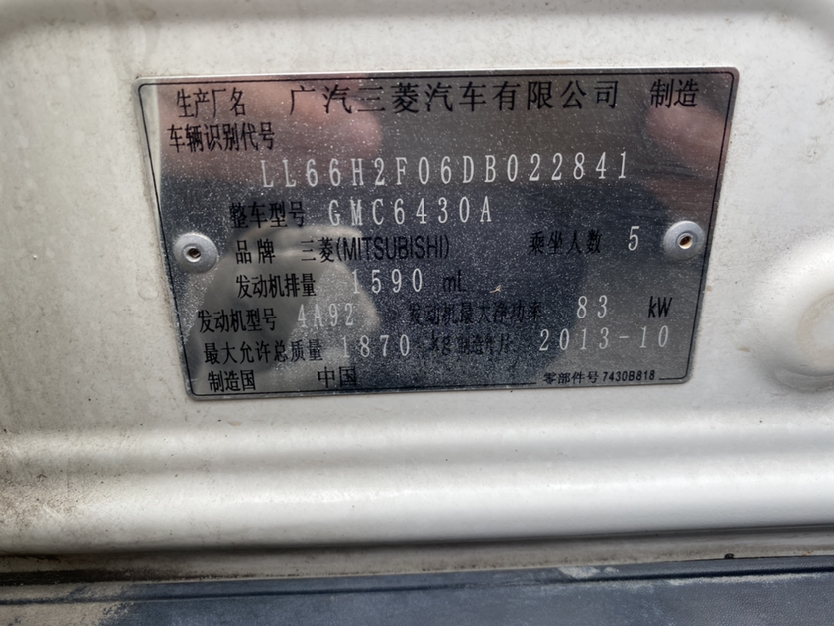 生产厂名 广汽三菱汽车有限公司 制造
车辆识别代号
LL66H2F06DB022841
整车型号 GMC6430A
品牌 三菱(MITSUBISHI) 乘坐人数 5
发动机排量 1590 mL
发动机型号 4A92 发动机最大净功率 83 kW
最大允许总质量 1870 kg 制造年月 2013-10
制造国 中国 零部件号 7430B818